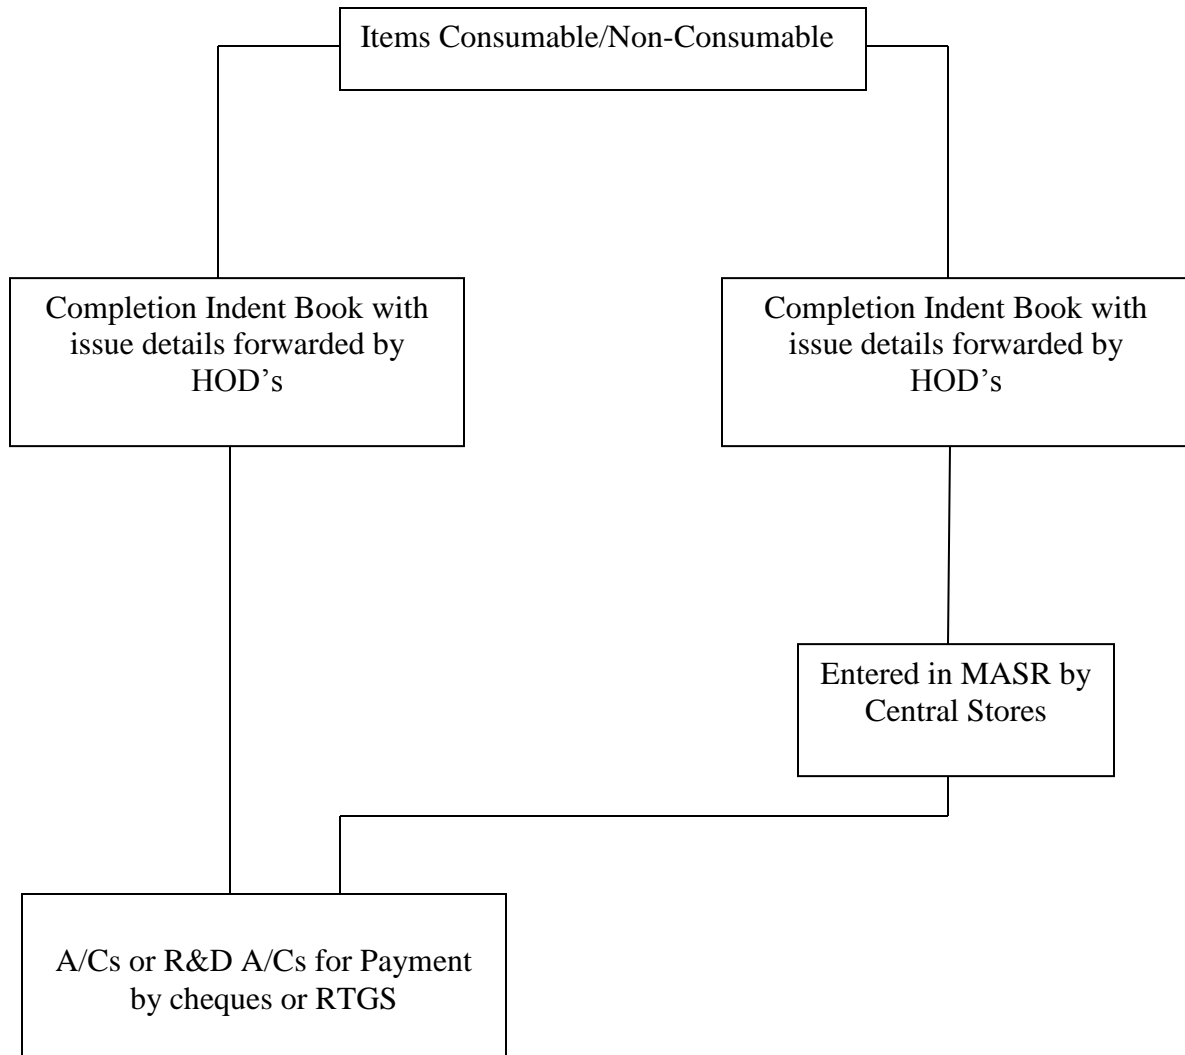 Items Consumable/Non-Consumable
Completion Indent Book with
issue details forwarded by
HOD’s
Completion Indent Book with
issue details forwarded by
HOD’s
Entered in MASR by
Central Stores
A/Cs or R&D A/Cs for Payment
by cheques or RTGS